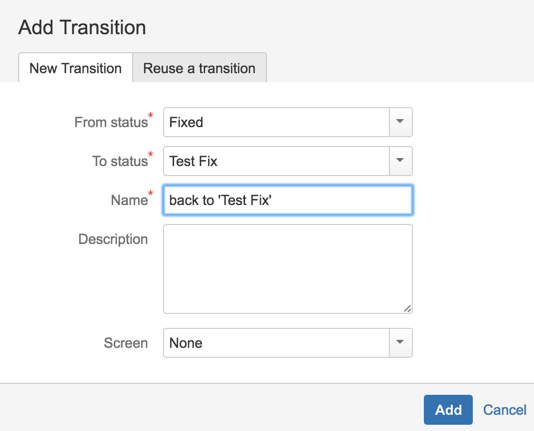 Add Transition
New Transition Reuse a transition
From status* Fixed
To status* Test Fix
Name* back to 'Test Fix'
Description
Screen None
Add Cancel